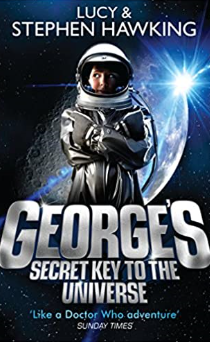 LUCY &
STEPHEN HAWKING
GEORGE'S
SECRET KEY TO THE
UNIVERSE
'Like a Doctor Who adventure'
SUNDAY TIMES